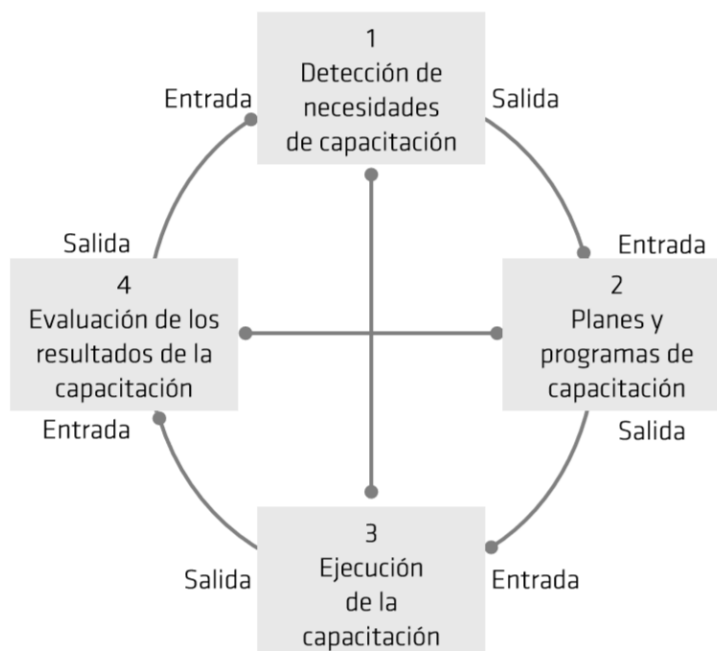 1
Detección de
necesidades
de capacitación
Entrada
Salida
Salida
Entrada
4
Evaluación de los
resultados de la
capacitación
2
Planes y
programas de
capacitación
Entrada
Salida
3
Ejecución
de la
capacitación
Salida
Entrada